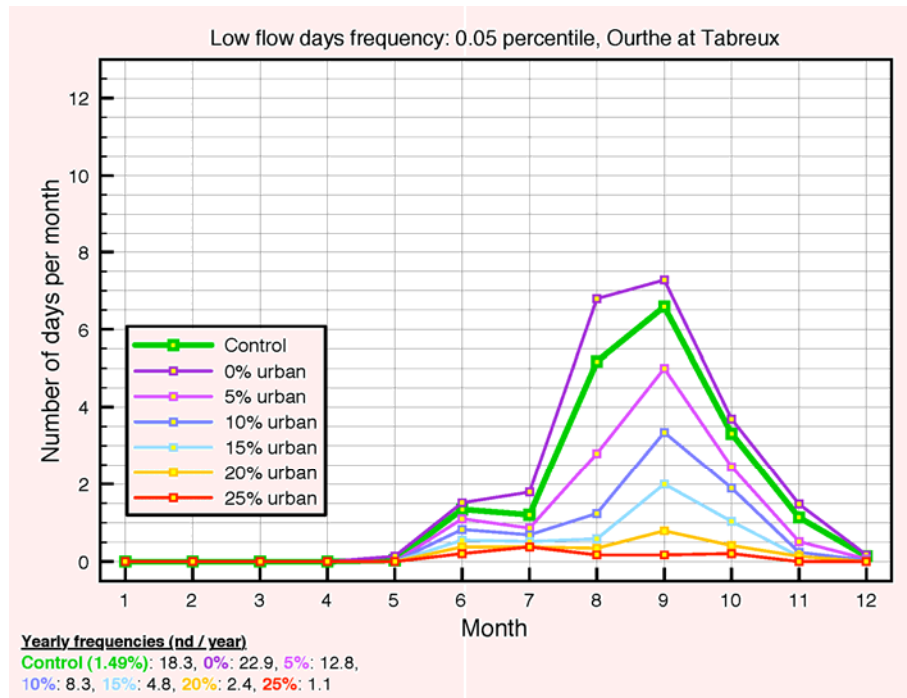 Low flow days frequency: 0.05 percentile, Ourthe at Tabreux
Number of days per month
12
10
8
6
4
2
0
Control
0% urban
5% urban
10% urban
15% urban
20% urban
25% urban
1 2 3 4 5 6 7 8 9 10 11 12
Month
Yearly frequencies (nd / year)
Control (1.49%): 18.3, 0%: 22.9, 5%: 12.8,
10%: 8.3, 15%: 4.8, 20%: 2.4, 25%: 1.1